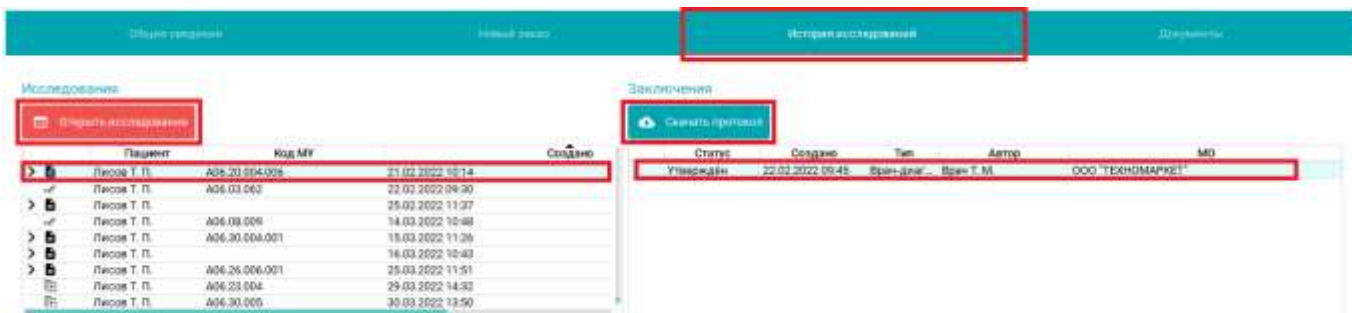 Общие сведения Новый заказ История исследований Документы
Исследования
Открыть исследование
Пациент Код МУ Создано
Лисов Т. П. A06.20.004.006 21.02.2022 10:14
Лисов Т. П. A06.03.062 22.02.2022 09:30
Лисов Т. П. 25.02.2022 11:37
Лисов Т. П. A06.08.009 14.03.2022 10:48
Лисов Т. П. A06.30.004.001 15.03.2022 11:26
Лисов Т. П. 16.03.2022 10:43
Лисов Т. П. A06.26.006.001 25.03.2022 11:51
Лисов Т. П. A06.23.004 29.03.2022 14:32
Лисов Т. П. A06.30.005 30.03.2022 13:50
Заключения
Скачать протокол
Статус Создано Тип Автор МО
Утверждён 22.02.2022 09:45 Врач-диаг... Врач Т. М. ООО "ТЕХНОМАРКЕТ"